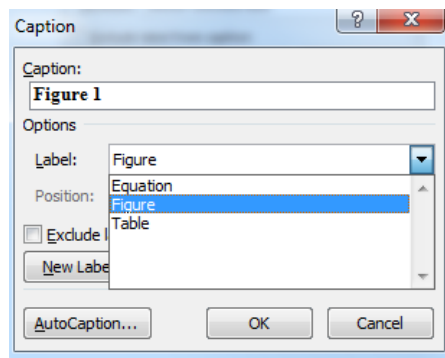 Caption
Caption:
Figure 1
Options
Label: Figure
Equation
Position: Figure
Table
Exclude l
New Labe
AutoCaption... OK Cancel